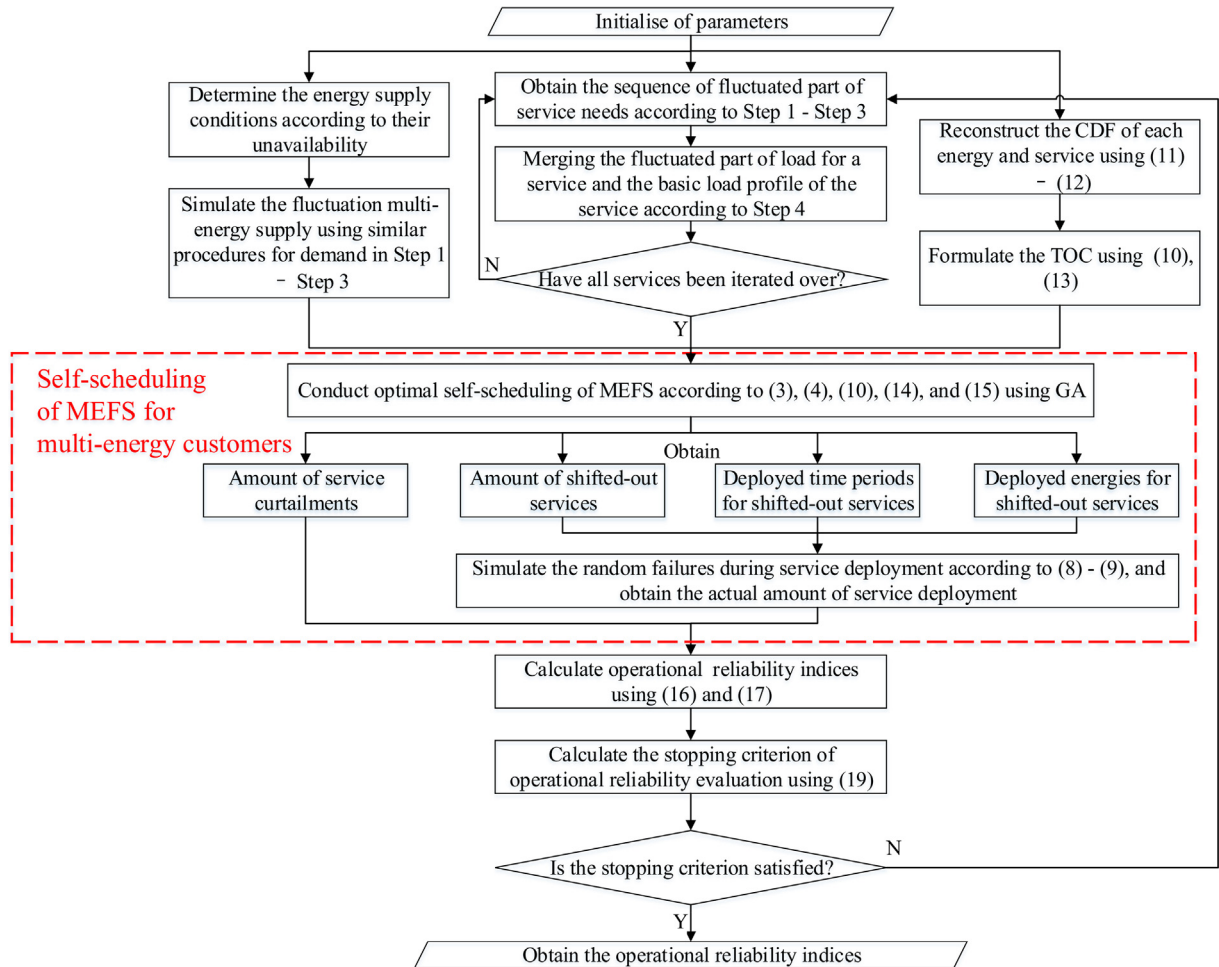 Initialise of parameters
Determine the energy supply
conditions according to their
unavailability
Simulate the fluctuation multi-
energy supply using similar
procedures for demand in Step 1
– Step 3
Obtain the sequence of fluctuated part of
service needs according to Step 1 - Step 3
Merging the fluctuated part of load for a
service and the basic load profile of the
service according to Step 4
N
Have all services been iterated over?
Y
Reconstruct the CDF of each
energy and service using (11)
– (12)
Formulate the TOC using (10),
(13)
Self-scheduling
of MEFS for
multi-energy customers
Conduct optimal self-scheduling of MEFS according to (3), (4), (10), (14), and (15) using GA
Obtain
Amount of service
curtailments
Amount of shifted-out
services
Deployed time periods
for shifted-out services
Deployed energies for
shifted-out services
Simulate the random failures during service deployment according to (8) - (9), and
obtain the actual amount of service deployment
Calculate operational reliability indices
using (16) and (17)
Calculate the stopping criterion of
operational reliability evaluation using (19)
Is the stopping criterion satisfied?
N
Y
Obtain the operational reliability indices